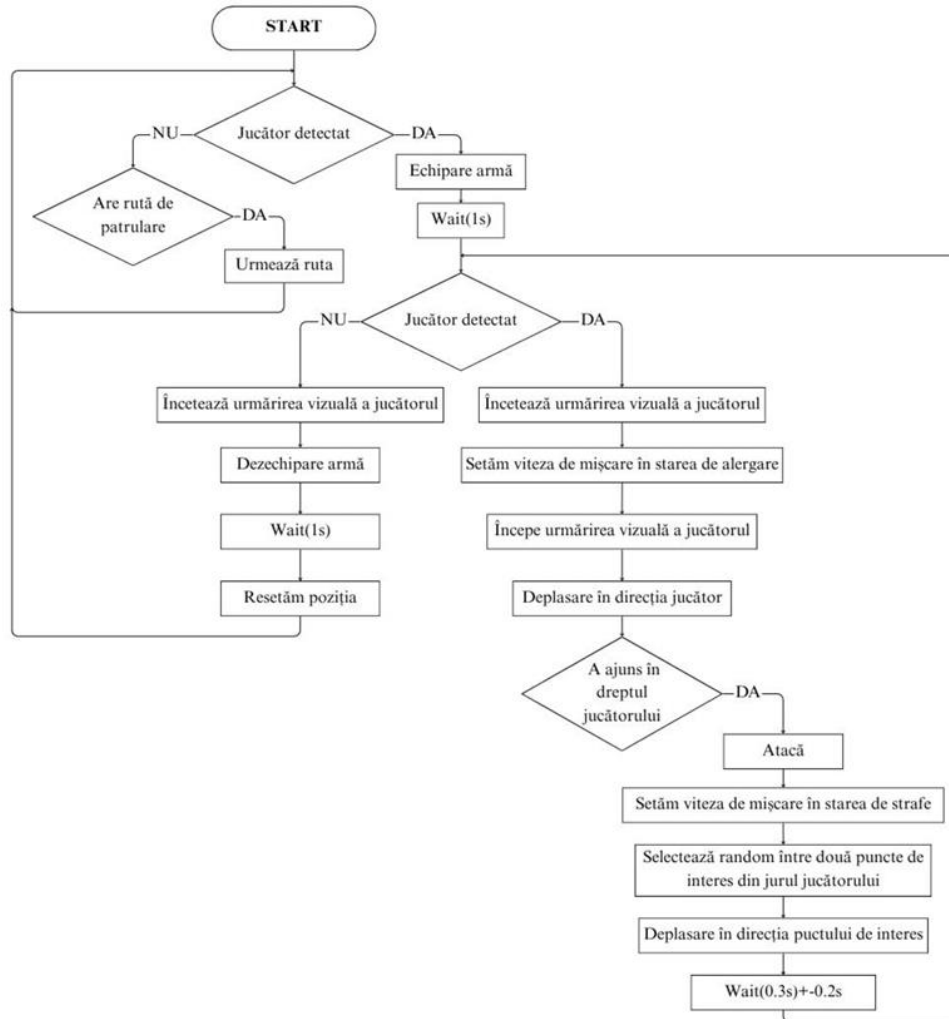 START
Jucător detectat
NU
DA
Echipare armă
Are rută de
patrulare
DA
Wait(1s)
Urmează ruta
Jucător detectat
NU
DA
Încetează urmărirea vizuală a jucătorul
Încetează urmărirea vizuală a jucătorul
Dezechipare armă
Setăm viteza de mișcare în starea de alergare
Wait(1s)
Începe urmărirea vizuală a jucătorul
Resetăm poziția
Deplasare în direcția jucător
A ajuns în
dreptul
jucătorului
DA
Atacă
Setăm viteza de mișcare în starea de strafe
Selectează random între două puncte de
interes din jurul jucătorului
Deplasare în direcția puctului de interes
Wait(0.3s)+-0.2s